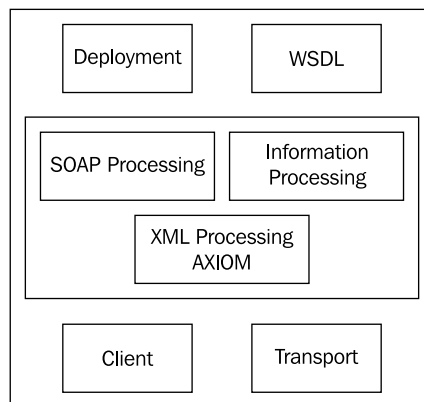 Deployment
WSDL
SOAP Processing
Information
Processing
XML Processing
AXIOM
Client
Transport